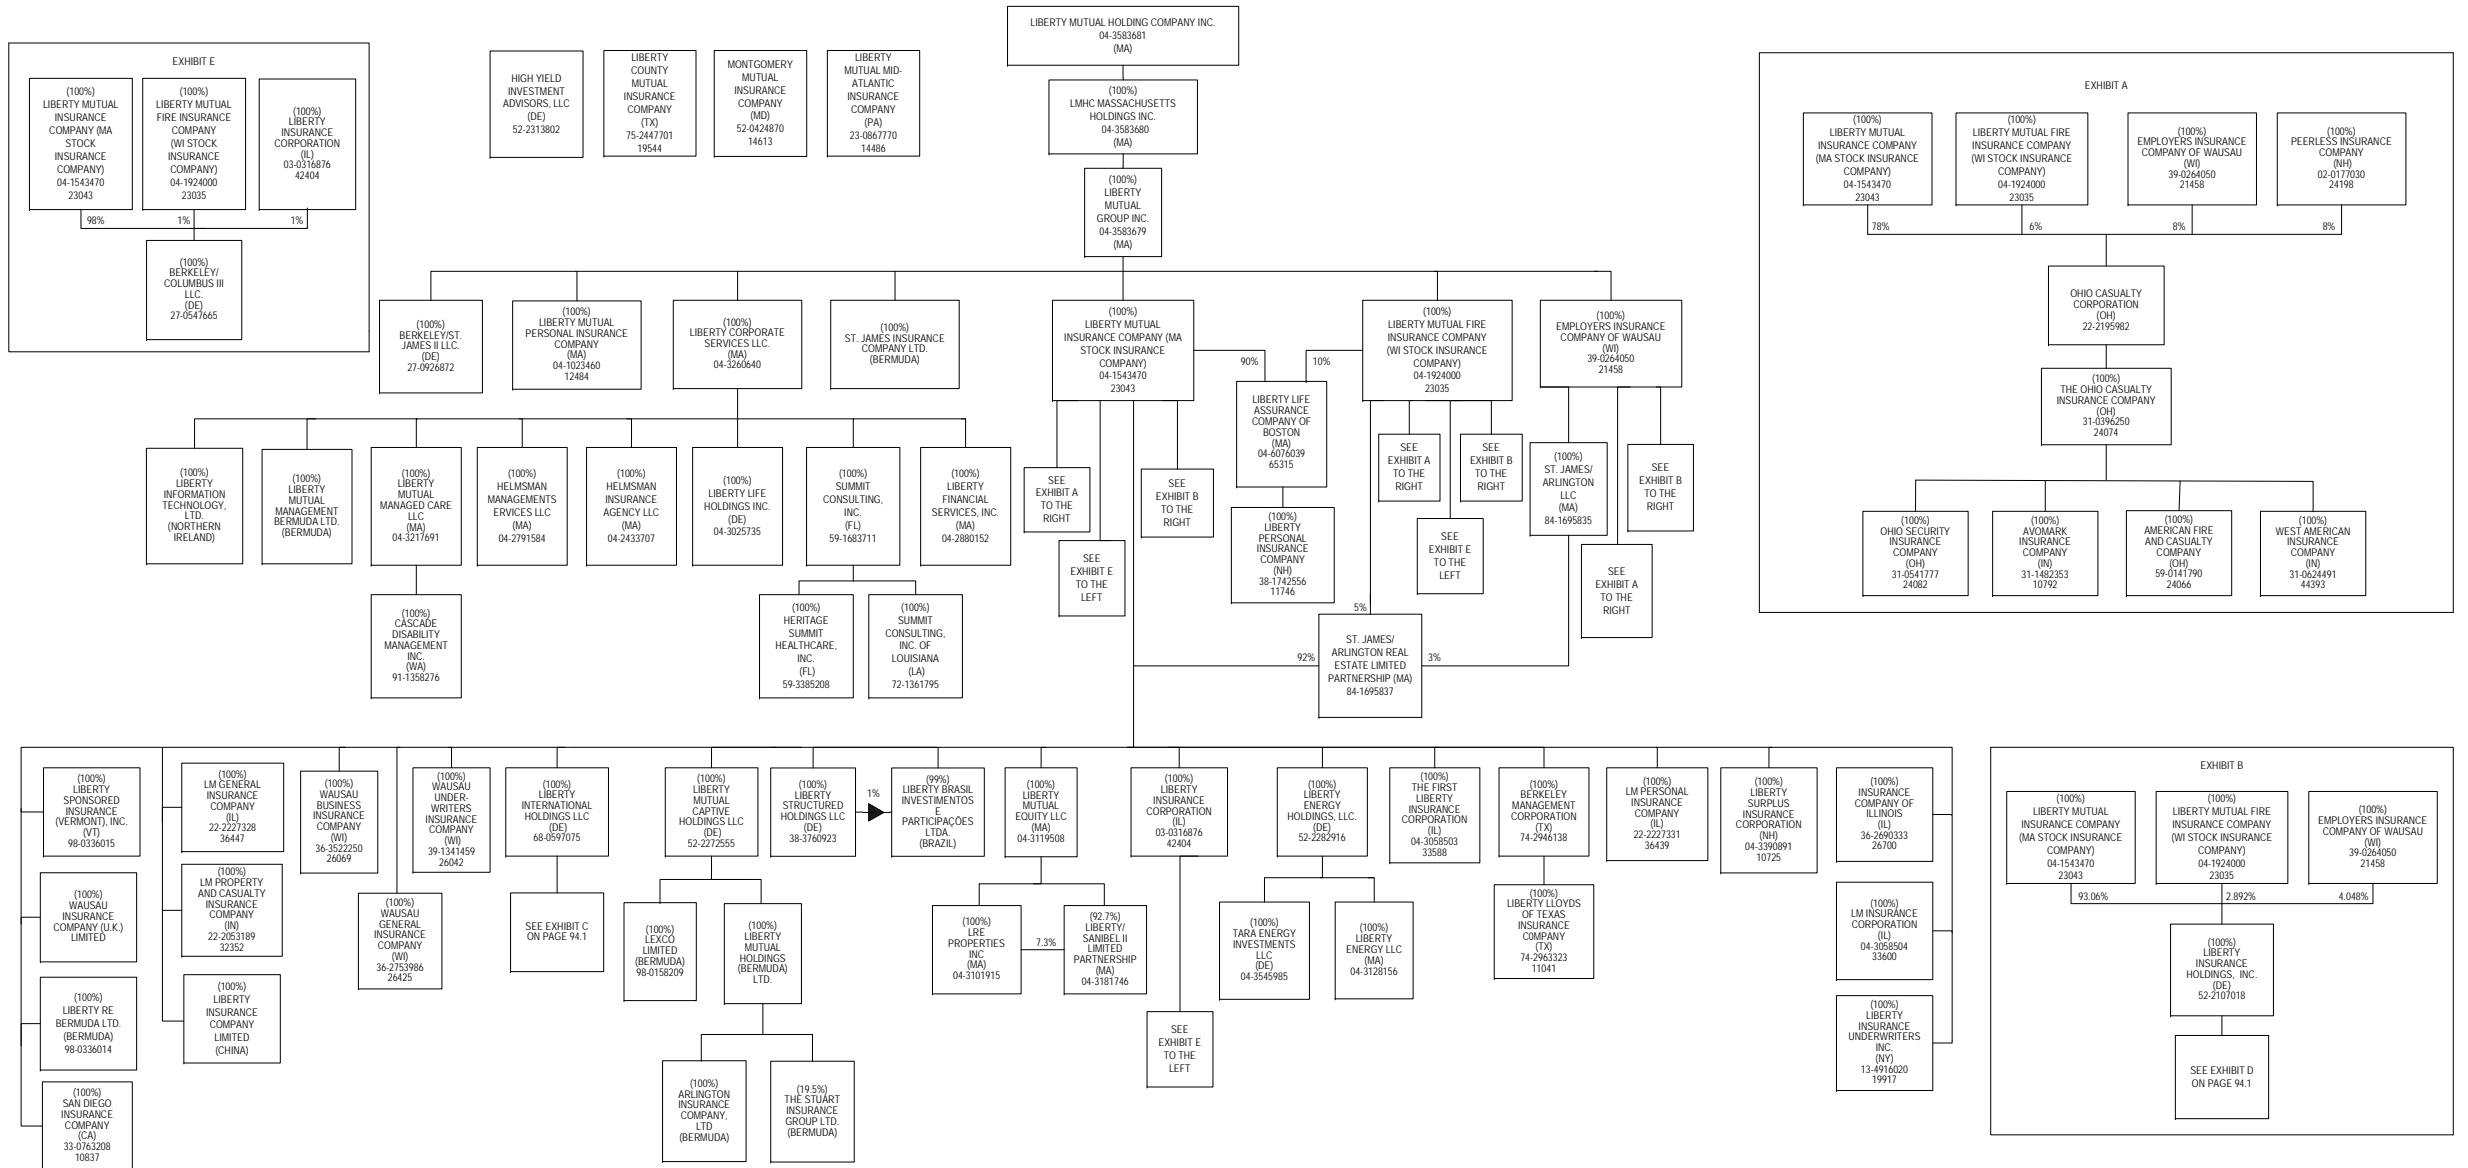 LIBERTY MUTUAL HOLDING COMPANY INC.
04-3583681
(MA)
EXHIBIT E
(100%)
LIBERTY MUTUAL
INSURANCE
COMPANY (MA
STOCK
INSURANCE
COMPANY)
04-1543470
23043
(100%)
LIBERTY MUTUAL
FIRE INSURANCE
COMPANY
(WI STOCK
INSURANCE
COMPANY)
04-1924000
23035
(100%)
LIBERTY
INSURANCE
CORPORATION
(IL)
03-0316876
42404
98%
1%
1%
(100%)
BERKELEY/
COLUMBUS III
LLC.
(DE)
27-0547665
HIGH YIELD
INVESTMENT
ADVISORS, LLC
(DE)
52-2313802
LIBERTY
COUNTY
MUTUAL
INSURANCE
COMPANY
(TX)
75-2447701
19544
MONTGOMERY
MUTUAL
INSURANCE
COMPANY
(MD)
52-0424870
14613
LIBERTY
MUTUAL MID-
ATLANTIC
INSURANCE
COMPANY
(PA)
23-0867770
14486
(100%)
LMHC MASSACHUSETTS
HOLDINGS INC.
04-3583680
(MA)
(100%)
LIBERTY
MUTUAL
GROUP INC.
04-3583679
(MA)
EXHIBIT A
(100%)
LIBERTY MUTUAL
INSURANCE COMPANY
(MA STOCK INSURANCE
COMPANY)
04-1543470
23043
(100%)
LIBERTY MUTUAL FIRE
INSURANCE COMPANY
(WI STOCK INSURANCE
COMPANY)
04-1924000
23035
(100%)
EMPLOYERS INSURANCE
COMPANY OF WAUSAU
(WI)
39-0264050
21458
(100%)
PEERLESS INSURANCE
COMPANY
(NH)
02-0177030
24198
78%
6%
8%
8%
OHIO CASUALTY
CORPORATION
(OH)
22-2195982
(100%)
THE OHIO CASUALTY
INSURANCE COMPANY
(OH)
31-0396250
24074
(100%)
OHIO SECURITY
INSURANCE
COMPANY
(OH)
31-0541777
24082
(100%)
AVOMARK
INSURANCE
COMPANY
(IN)
31-1482353
10792
(100%)
AMERICAN FIRE
AND CASUALTY
COMPANY
(OH)
59-0141790
24066
(100%)
WEST AMERICAN
INSURANCE
COMPANY
(IN)
31-0624491
44393
(100%)
BERKELEY/ST.
JAMES II LLC.
(DE)
27-0926872
(100%)
LIBERTY MUTUAL
PERSONAL INSURANCE
COMPANY
(MA)
04-1023460
12484
(100%)
LIBERTY CORPORATE
SERVICES LLC.
(MA)
04-3260640
(100%)
ST. JAMES INSURANCE
COMPANY LTD.
(BERMUDA)
(100%)
LIBERTY MUTUAL
INSURANCE COMPANY (MA
STOCK INSURANCE
COMPANY)
04-1543470
23043
(100%)
LIBERTY MUTUAL FIRE
INSURANCE COMPANY
(WI STOCK INSURANCE
COMPANY)
04-1924000
23035
(100%)
EMPLOYERS INSURANCE
COMPANY OF WAUSAU
(WI)
39-0264050
21458
90%
10%
LIBERTY LIFE
ASSURANCE
COMPANY OF
BOSTON
(MA)
04-6076039
65315
(100%)
LIBERTY
INFORMATION
TECHNOLOGY,
LTD.
(NORTHERN
IRELAND)
(100%)
LIBERTY
MUTUAL
MANAGEMENT
BERMUDA LTD.
(BERMUDA)
(100%)
LIBERTY
MUTUAL
MANAGED CARE
LLC
(MA)
04-3217691
(100%)
HELMSMAN
MANAGEMENTS
ERVICES LLC
(MA)
04-2791584
(100%)
HELMSMAN
INSURANCE
AGENCY LLC
(MA)
04-2433707
(100%)
LIBERTY LIFE
HOLDINGS INC.
(DE)
04-3025735
(100%)
SUMMIT
CONSULTING,
INC.
(FL)
59-1683711
(100%)
LIBERTY
FINANCIAL
SERVICES, INC.
(MA)
04-2880152
SEE
EXHIBIT A
TO THE
RIGHT
SEE
EXHIBIT E
TO THE
LEFT
SEE
EXHIBIT B
TO THE
RIGHT
(100%)
LIBERTY
PERSONAL
INSURANCE
COMPANY
(NH)
38-1742556
11746
SEE
EXHIBIT A
TO THE
RIGHT
SEE
EXHIBIT B
TO THE
RIGHT
SEE
EXHIBIT E
TO THE
LEFT
(100%)
ST. JAMES/
ARLINGTON
LLC
(MA)
84-1695835
SEE
EXHIBIT B
TO THE
RIGHT
SEE
EXHIBIT A
TO THE
RIGHT
(100%)
CASCADE
DISABILITY
MANAGEMENT
INC.
(WA)
91-1358276
(100%)
HERITAGE
SUMMIT
HEALTHCARE,
INC.
(FL)
59-3385208
(100%)
SUMMIT
CONSULTING,
INC. OF
LOUISIANA
(LA)
72-1361795
5%
92%
3%
ST. JAMES/
ARLINGTON REAL
ESTATE LIMITED
PARTNERSHIP (MA)
84-1695837
(100%)
LIBERTY
SPONSORED
INSURANCE
(VERMONT), INC.
(VT)
98-0336015
(100%)
WAUSAU
INSURANCE
COMPANY (U.K.)
LIMITED
(100%)
LIBERTY RE
BERMUDA LTD.
(BERMUDA)
98-0336014
(100%)
SAN DIEGO
INSURANCE
COMPANY
(CA)
33-0763208
10837
(100%)
LM GENERAL
INSURANCE
COMPANY
(IL)
22-2227328
36447
(100%)
LM PROPERTY
AND CASUALTY
INSURANCE
COMPANY
(IN)
22-2053189
32352
(100%)
LIBERTY
INSURANCE
COMPANY
LIMITED
(CHINA)
(100%)
WAUSAU
BUSINESS
INSURANCE
COMPANY
(WI)
36-3522250
26069
(100%)
WAUSAU
GENERAL
INSURANCE
COMPANY
(WI)
36-2753986
26425
(100%)
WAUSAU
UNDER-
WRITERS
INSURANCE
COMPANY
(WI)
39-1341459
26042
(100%)
LIBERTY
INTERNATIONAL
HOLDINGS LLC
(DE)
68-0597075
SEE EXHIBIT C
ON PAGE 94.1
(100%)
LIBERTY
MUTUAL
CAPTIVE
HOLDINGS LLC
(DE)
52-2272555
(100%)
LEXCO
LIMITED
(BERMUDA)
98-0158209
(100%)
LIBERTY
MUTUAL
HOLDINGS
(BERMUDA)
LTD.
(100%)
ARLINGTON
INSURANCE
COMPANY,
LTD
(BERMUDA)
(19.5%)
THE STUART
INSURANCE
GROUP LTD.
(BERMUDA)
(100%)
LIBERTY
STRUCTURED
HOLDINGS LLC
(DE)
38-3760923
1%
(99%)
LIBERTY BRASIL
INVESTIMENTOS
E
PARTICIPAÇÕES
LTDA.
(BRAZIL)
(100%)
LIBERTY
MUTUAL
EQUITY LLC
(MA)
04-3119508
(100%)
LRE
PROPERTIES
INC
(MA)
04-3101915
7.3%
(92.7%)
LIBERTY/
SANIBEL II
LIMITED
PARTNERSHIP
(MA)
04-3181746
(100%)
LIBERTY
INSURANCE
CORPORATION
(IL)
03-0316876
42404
SEE
EXHIBIT E
TO THE
LEFT
(100%)
LIBERTY
ENERGY
HOLDINGS, LLC.
(DE)
52-2282916
(100%)
TARA ENERGY
INVESTMENTS
LLC
(DE)
04-3545985
(100%)
LIBERTY
ENERGY LLC
(MA)
04-3128156
(100%)
THE FIRST
LIBERTY
INSURANCE
CORPORATION
(IL)
04-3058503
33588
(100%)
BERKELEY
MANAGEMENT
CORPORATION
(TX)
74-2946138
(100%)
LIBERTY LLOYDS
OF TEXAS
INSURANCE
C0MPANY
(TX)
74-2963323
11041
(100%)
LM PERSONAL
INSURANCE
COMPANY
(IL)
22-2227331
36439
(100%)
LIBERTY
SURPLUS
INSURANCE
CORPORATION
(NH)
04-3390891
10725
(100%)
INSURANCE
COMPANY OF
ILLINOIS
(IL)
36-2690333
26700
(100%)
LM INSURANCE
CORPORATION
(IL)
04-3058504
33600
(100%)
LIBERTY
INSURANCE
UNDERWRITERS
INC.
(NY)
13-4916020
19917
EXHIBIT B
(100%)
LIBERTY MUTUAL
INSURANCE COMPANY
(MA STOCK INSURANCE
COMPANY)
04-1543470
23043
(100%)
LIBERTY MUTUAL FIRE
INSURANCE COMPANY
(WI STOCK INSURANCE
COMPANY)
04-1924000
23035
(100%)
EMPLOYERS INSURANCE
COMPANY OF WAUSAU
(WI)
39-0264050
21458
93.06%
2.892%
4.048%
(100%)
LIBERTY
INSURANCE
HOLDINGS, INC.
(DE)
52-2107018
SEE EXHIBIT D
ON PAGE 94.1